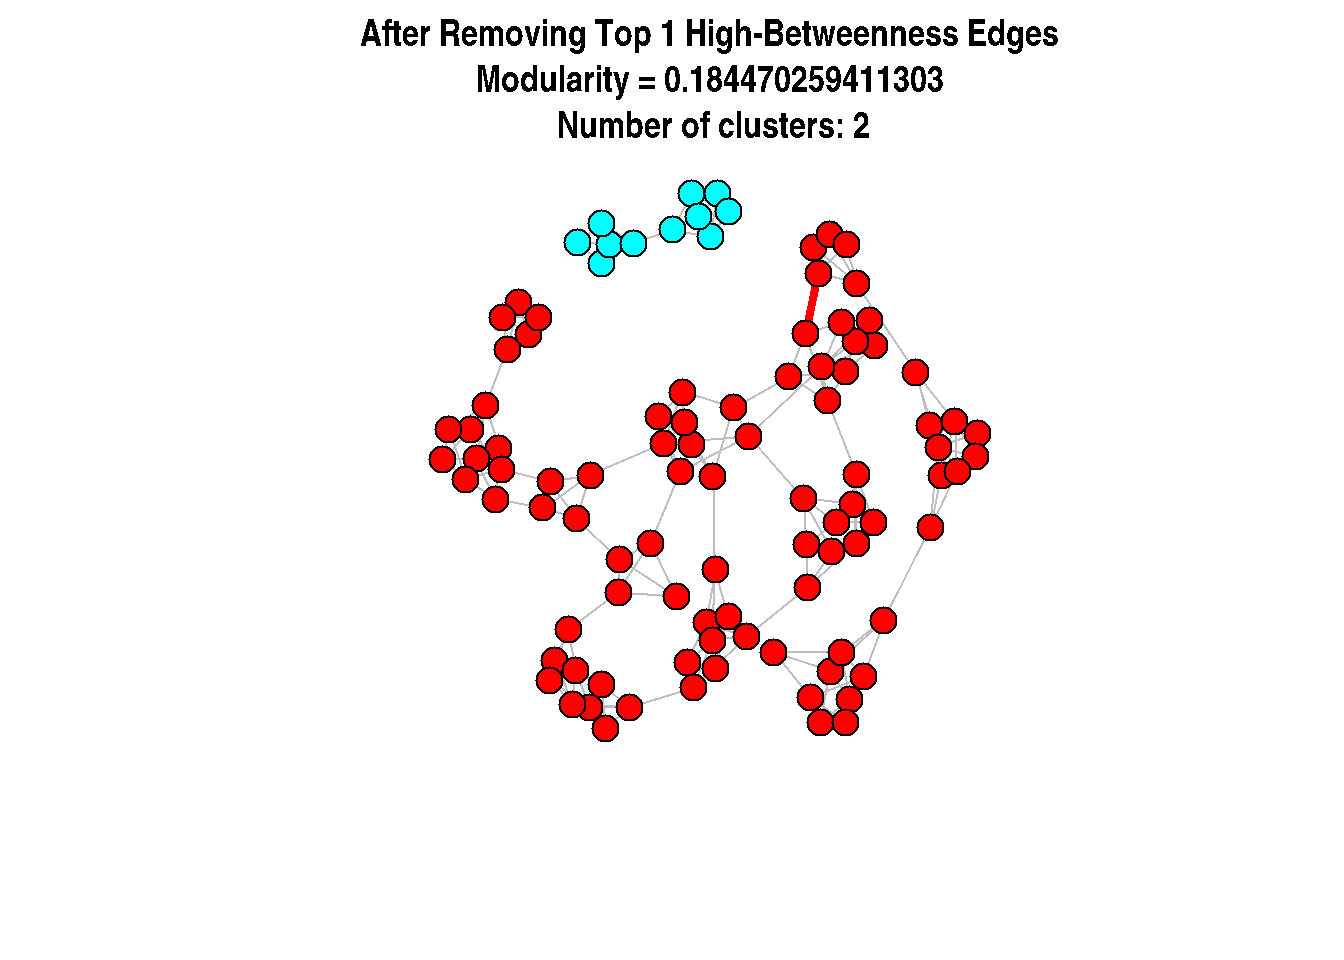 After Removing Top 1 High-Betweenness Edges
Modularity = 0.184470259411303
Number of clusters: 2